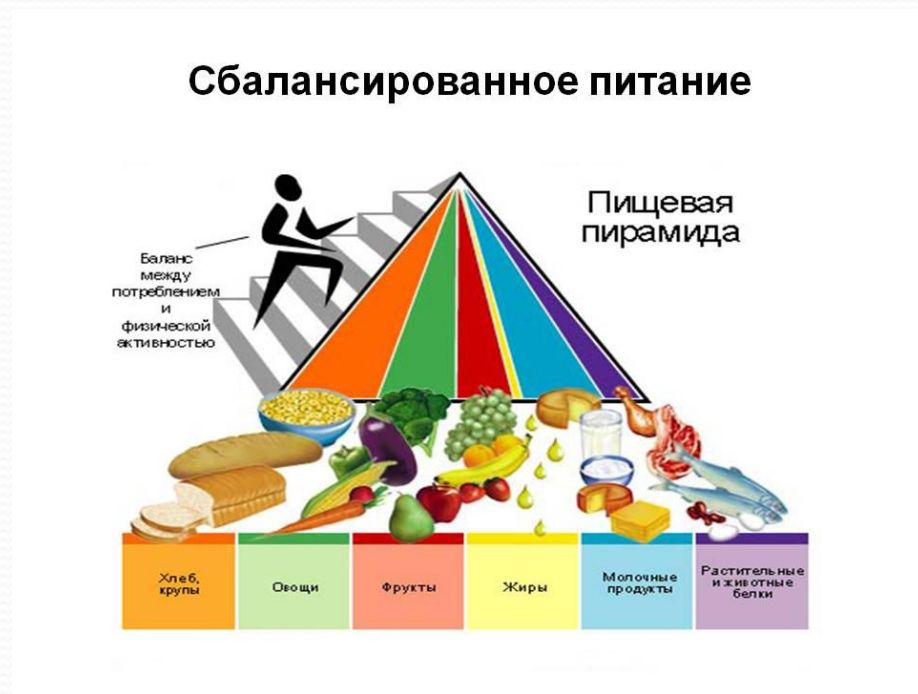 Сбалансированное питание
Пищевая
пирамида
Баланс
между
потреблением
и
физической
активностью
Хлеб,
крупы
Овощи
Фрукты
Жиры
Молочные
продукты
Растительные
и животные
белки